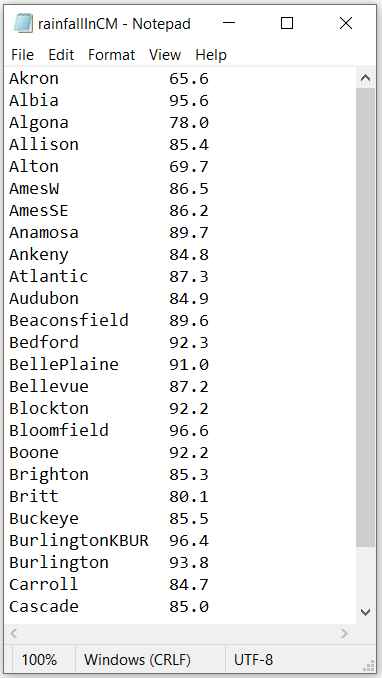 rainfallInCM - Notepad
File Edit Format View Help
Akron 65.6
Albia 95.6
Algona 78.0
Allison 85.4
Alton 69.7
AmesW 86.5
AmesSE 86.2
Anamosa 89.7
Ankeny 84.8
Atlantic 87.3
Audubon 84.9
Beaconsfield 89.6
Bedford 92.3
BellePlaine 91.0
Bellevue 87.2
Blockton 92.2
Bloomfield 96.6
Boone 92.2
Brighton 85.3
Britt 80.1
Buckeye 85.5
BurlingtonKBUR 96.4
Burlington 93.8
Carroll 84.7
Cascade 85.0
100% Windows (CRLF) UTF-8